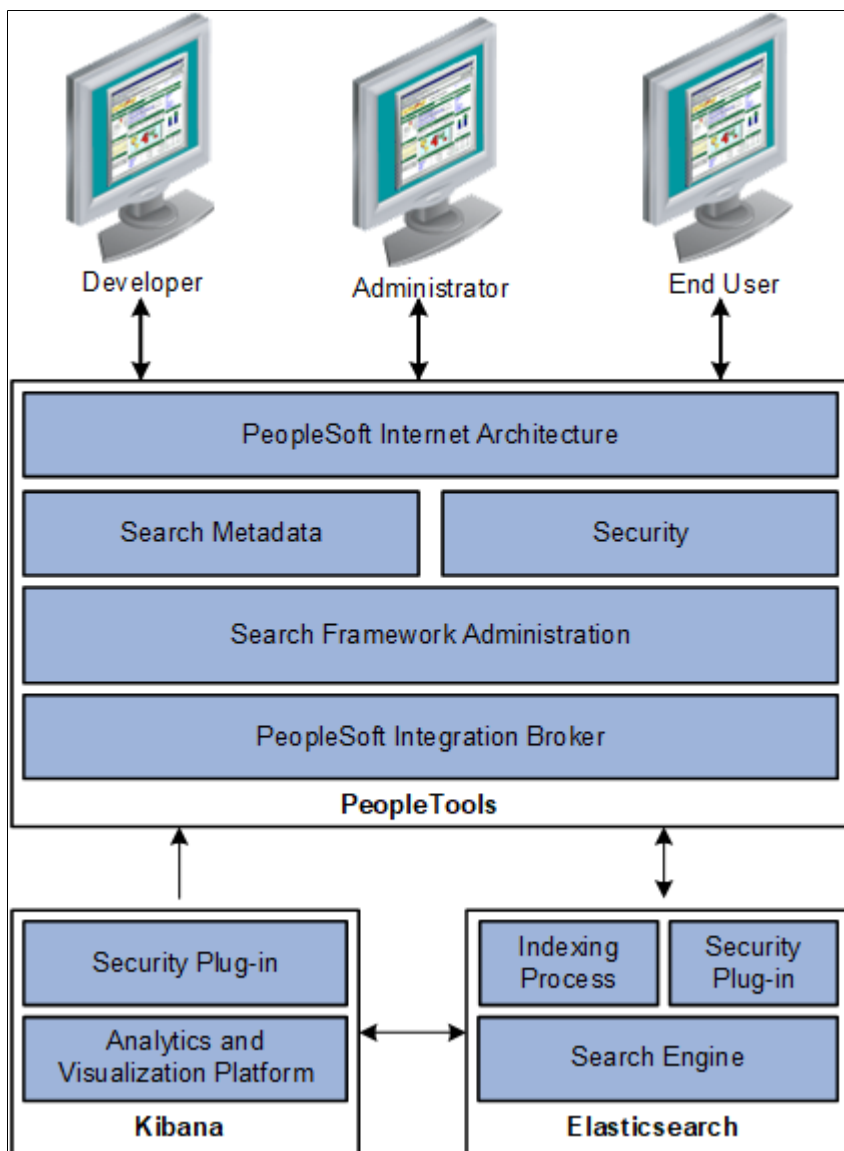 Developer
Administrator
End User
PeopleSoft Internet Architecture
Search Metadata
Security
Search Framework Administration
PeopleSoft Integration Broker
PeopleTools
Security Plug-in
Analytics and
Visualization Platform
Kibana
Indexing
Process
Security
Plug-in
Search Engine
Elasticsearch